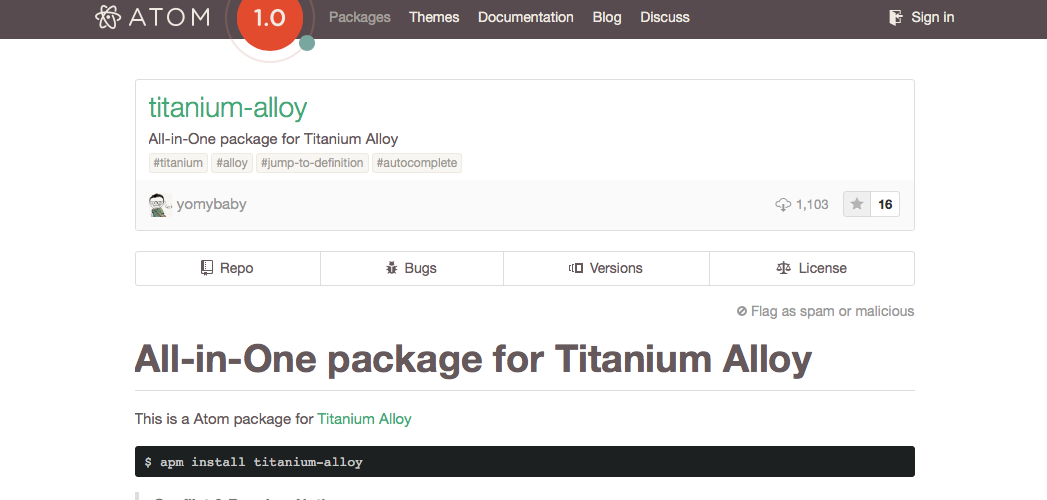 ATOM 1.0 Packages Themes Documentation Blog Discuss Sign in
titanium-alloy
All-in-One package for Titanium Alloy
#titanium #alloy #jump-to-definition #autocomplete
yomybaby 1,103 16
Repo Bugs Versions License
Flag as spam or malicious
All-in-One package for Titanium Alloy
This is a Atom package for Titanium Alloy
$ apm install titanium-alloy